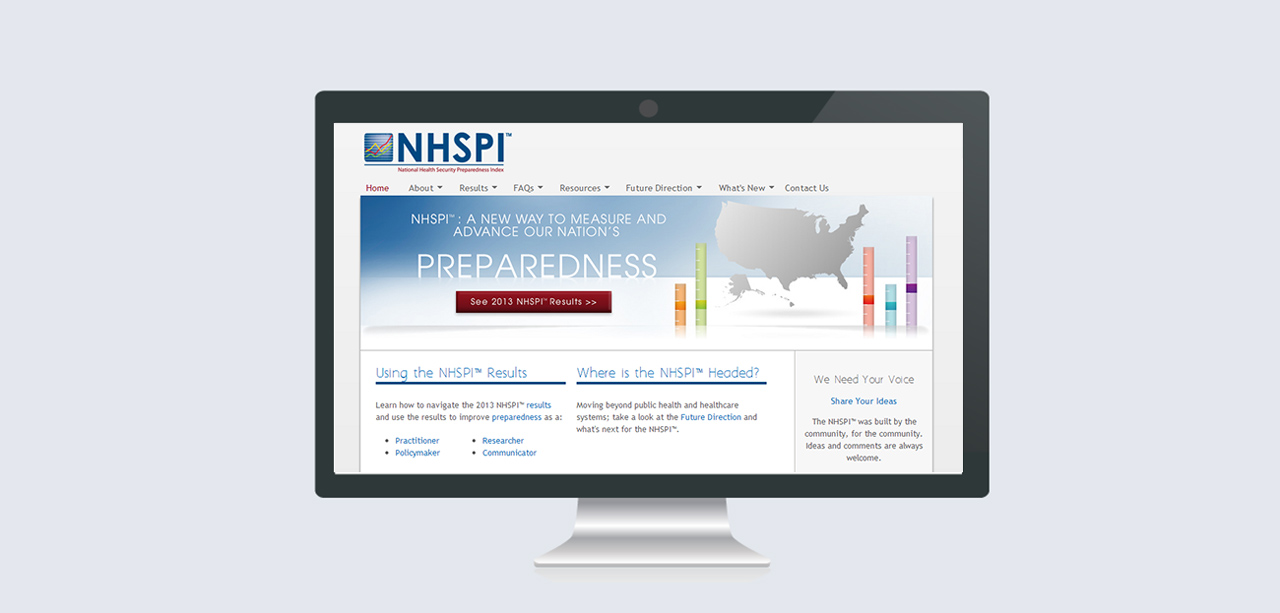 NHSPI™
National Health Security Preparedness Index
Home About Results FAQs Resources Future Direction What's New Contact Us
NHSPI™: A NEW WAY TO MEASURE AND
ADVANCE OUR NATION'S
PREPAREDNESS
See 2013 NHSPI™ Results >>
Using the NHSPI™ Results
Learn how to navigate the 2013 NHSPI™ results
and use the results to improve preparedness as a:
• Practitioner
• Policymaker
• Researcher
• Communicator
Where is the NHSPI™ Headed?
Moving beyond public health and healthcare
systems; take a look at the Future Direction and
what's next for the NHSPI™.
We Need Your Voice
Share Your Ideas
The NHSPI™ was built by the
community, for the community.
Ideas and comments are always
welcome.